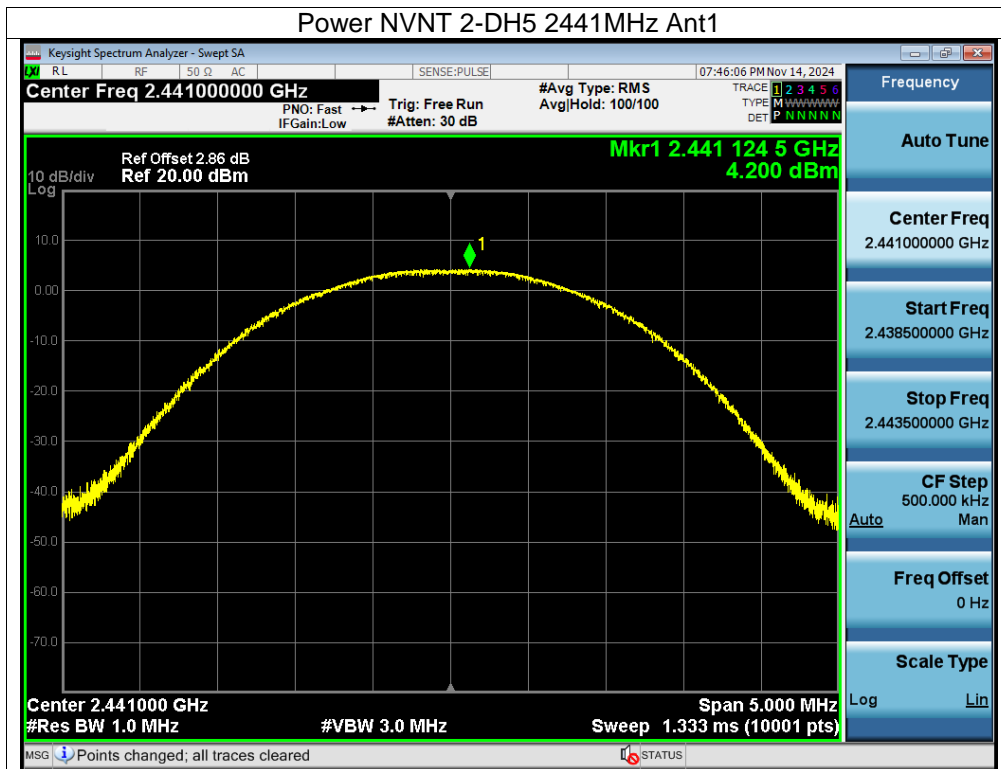 Power NVNT 2-DH5 2441MHz Ant1
Keysight Spectrum Analyzer - Swept SA
LXI RL RF 50 Ω AC SENSE:PULSE 07:46:06 PM Nov 14, 2024
Center Freq 2.441000000 GHz
#Avg Type: RMS
TRACE 1 2 3 4 5 6
PNO: Fast Trig: Free Run Avg|Hold: 100/100
TYPE M WWWWW
IFGain:Low #Atten: 30 dB
DET P N N N N N
Frequency
Auto Tune
Center Freq
2.441000000 GHz
Start Freq
2.438500000 GHz
Stop Freq
2.443500000 GHz
CF Step
500.000 kHz
Auto Man
Freq Offset
0 Hz
Scale Type
Log Lin
Mkr1 2.441 124 5 GHz
4.200 dBm
Ref Offset 2.86 dB
10 dB/div Ref 20.00 dBm
Log
1
10.0
0.00
-10.0
-20.0
-30.0
-40.0
-50.0
-60.0
-70.0
Center 2.441000 GHz Span 5.000 MHz
#Res BW 1.0 MHz #VBW 3.0 MHz Sweep 1.333 ms (10001 pts)
MSG Points changed; all traces cleared STATUS